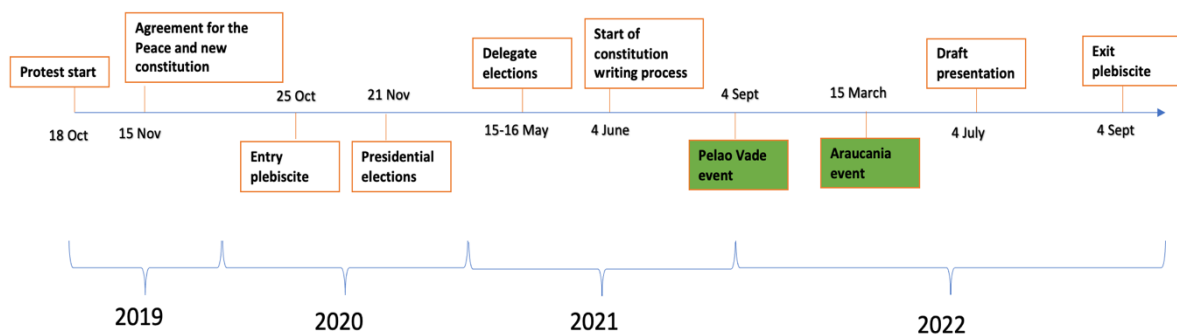 Protest start
18 Oct
Agreement for the
Peace and new
constitution
15 Nov
25 Oct
Entry
plebiscite
21 Nov
Presidential
elections
Delegate
elections
15-16 May
Start of
constitution
writing process
4 June
4 Sept
Pelao Vade
event
15 March
Araucania
event
Draft
presentation
4 July
Exit
plebiscite
4 Sept
2019
2020
2021
2022